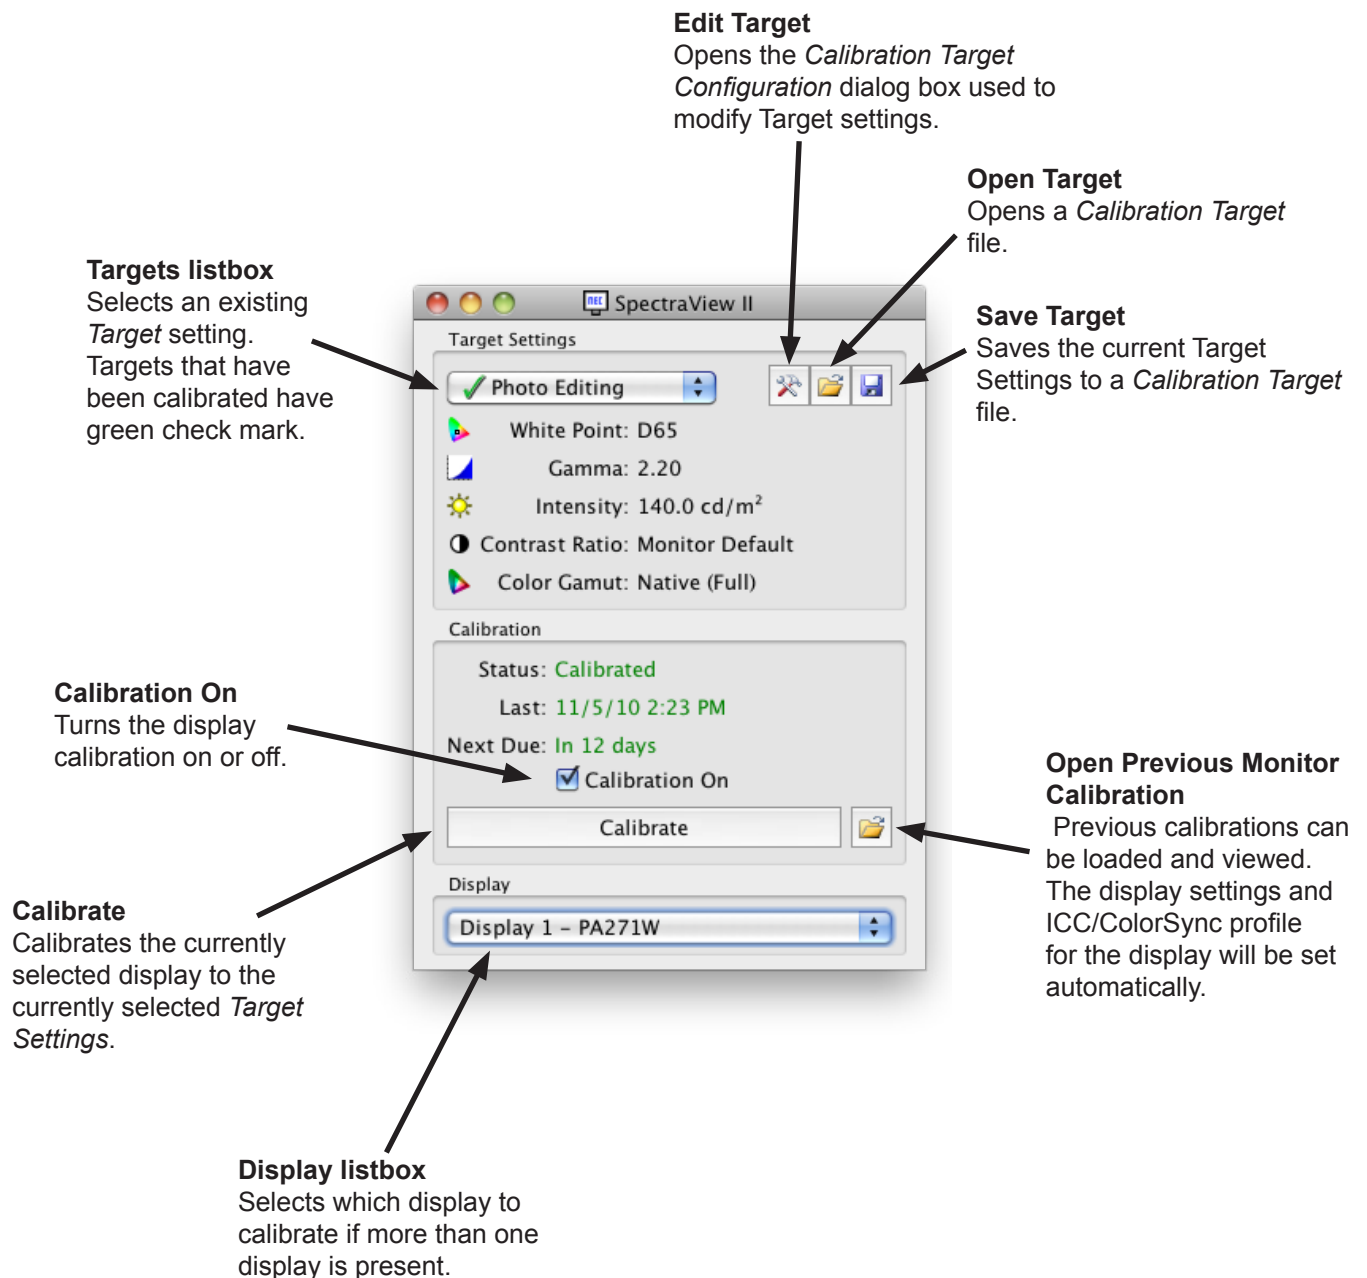 Edit Target
Opens the Calibration Target
Configuration dialog box used to
modify Target settings.
Open Target
Opens a Calibration Target
file.
Targets listbox
Selects an existing
Target setting.
Targets that have
been calibrated have
green check mark.
Save Target
Saves the current Target
Settings to a Calibration Target
file.
NEC SpectraView II
Target Settings
Photo Editing
White Point: D65
Gamma: 2.20
Intensity: 140.0 cd/m²
Contrast Ratio: Monitor Default
Color Gamut: Native (Full)
Calibration
Status: Calibrated
Last: 11/5/10 2:23 PM
Next Due: In 12 days
Calibration On
Calibrate
Display
Display 1 – PA271W
Calibration On
Turns the display
calibration on or off.
Open Previous Monitor
Calibration
Previous calibrations can
be loaded and viewed.
The display settings and
ICC/ColorSync profile
for the display will be set
automatically.
Calibrate
Calibrates the currently
selected display to the
currently selected Target
Settings.
Display listbox
Selects which display to
calibrate if more than one
display is present.